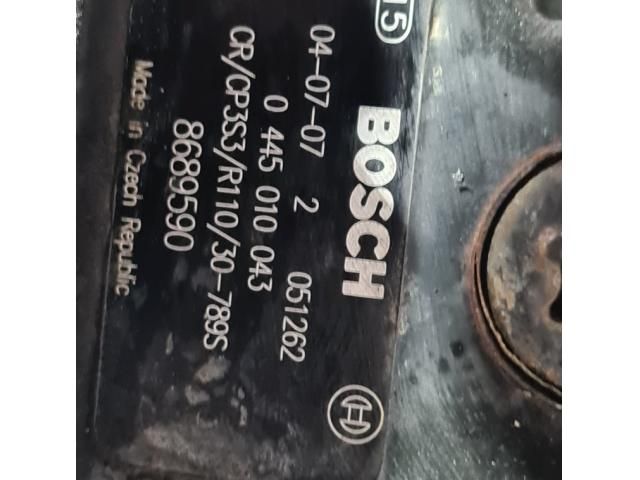 15
BOSCH
04-07-07 2 051262
0 445 010 043
CR/CP3S3/R110/30-789S
8689590
Made in Czech Republic